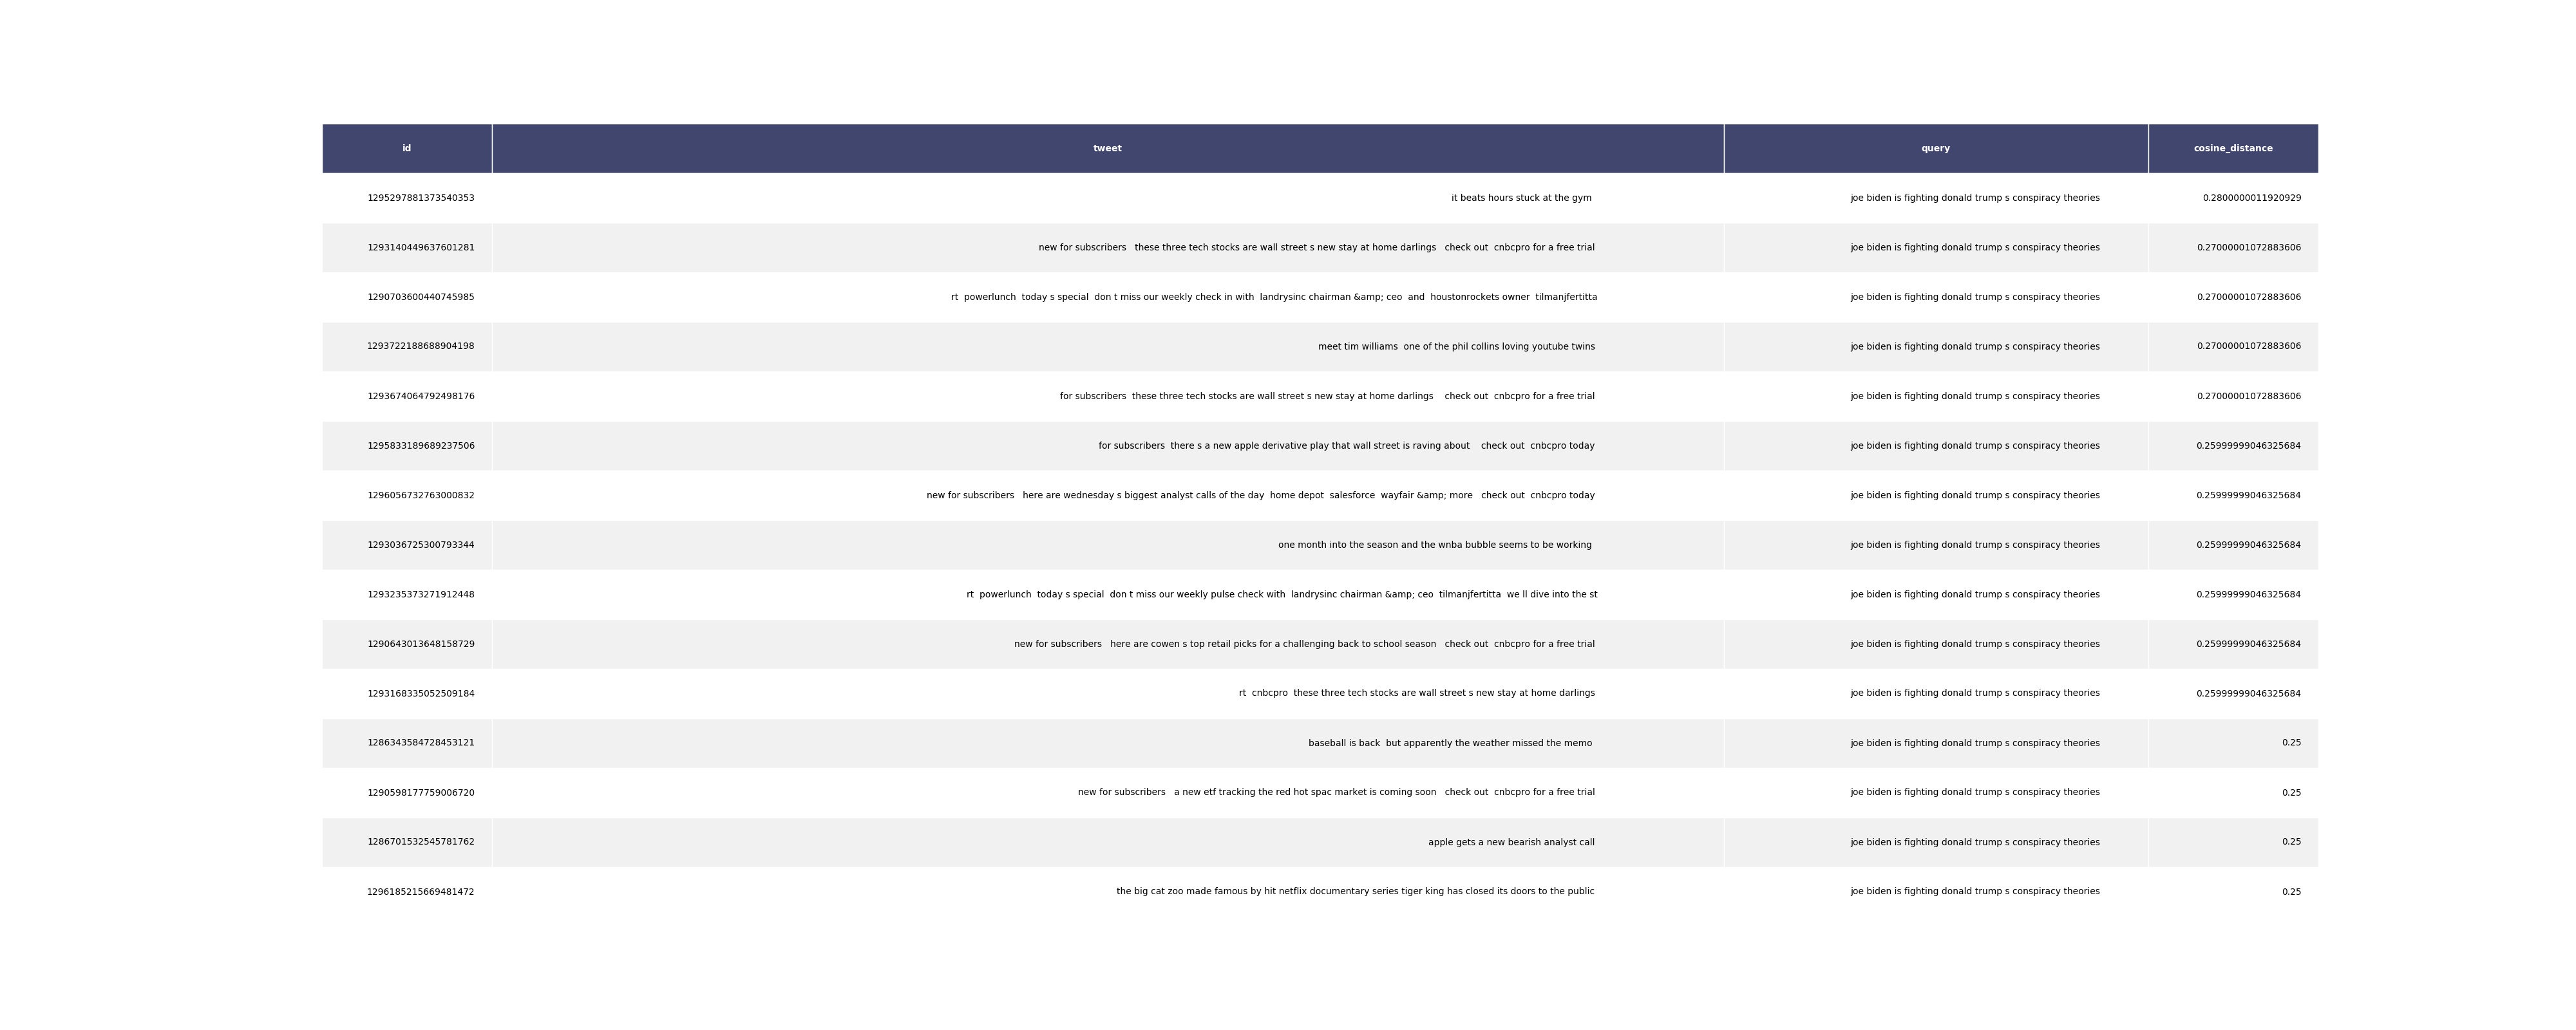 id tweet query cosine_distance
1295297881373540353 it beats hours stuck at the gym joe biden is fighting donald trump s conspiracy theories 0.2800000011920929
1293140449637601281 new for subscribers these three tech stocks are wall street s new stay at home darlings check out cnbcpro for a free trial joe biden is fighting donald trump s conspiracy theories 0.27000001072883606
1290703600440745985 rt powerlunch today s special don t miss our weekly check in with landrysinc chairman &amp; ceo and houstonrockets owner tilmanjfertitta joe biden is fighting donald trump s conspiracy theories 0.27000001072883606
1293722188688904198 meet tim williams one of the phil collins loving youtube twins joe biden is fighting donald trump s conspiracy theories 0.27000001072883606
1293674064792498176 for subscribers these three tech stocks are wall street s new stay at home darlings check out cnbcpro for a free trial joe biden is fighting donald trump s conspiracy theories 0.27000001072883606
1295833189689237506 for subscribers there s a new apple derivative play that wall street is raving about check out cnbcpro today joe biden is fighting donald trump s conspiracy theories 0.25999999046325684
1296056732763000832 new for subscribers here are wednesday s biggest analyst calls of the day home depot salesforce wayfair &amp; more check out cnbcpro today joe biden is fighting donald trump s conspiracy theories 0.25999999046325684
1293036725300793344 one month into the season and the wnba bubble seems to be working joe biden is fighting donald trump s conspiracy theories 0.25999999046325684
1293235373271912448 rt powerlunch today s special don t miss our weekly pulse check with landrysinc chairman &amp; ceo tilmanjfertitta we ll dive into the st joe biden is fighting donald trump s conspiracy theories 0.25999999046325684
1290643013648158729 new for subscribers here are cowen s top retail picks for a challenging back to school season check out cnbcpro for a free trial joe biden is fighting donald trump s conspiracy theories 0.25999999046325684
1293168335052509184 rt cnbcpro these three tech stocks are wall street s new stay at home darlings joe biden is fighting donald trump s conspiracy theories 0.25999999046325684
1286343584728453121 baseball is back but apparently the weather missed the memo joe biden is fighting donald trump s conspiracy theories 0.25
1290598177759006720 new for subscribers a new etf tracking the red hot spac market is coming soon check out cnbcpro for a free trial joe biden is fighting donald trump s conspiracy theories 0.25
1286701532545781762 apple gets a new bearish analyst call joe biden is fighting donald trump s conspiracy theories 0.25
1296185215669481472 the big cat zoo made famous by hit netflix documentary series tiger king has closed its doors to the public joe biden is fighting donald trump s conspiracy theories 0.25